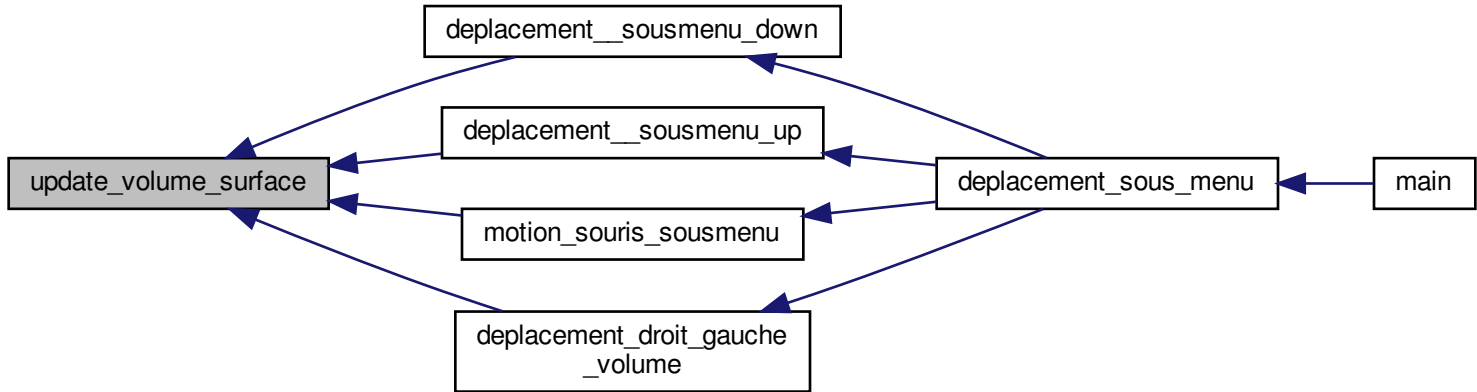 deplacement__sousmenu_down
deplacement__sousmenu_up
update_volume_surface
deplacement_sous_menu
main
motion_souris_sousmenu
deplacement_droit_gauche
_volume